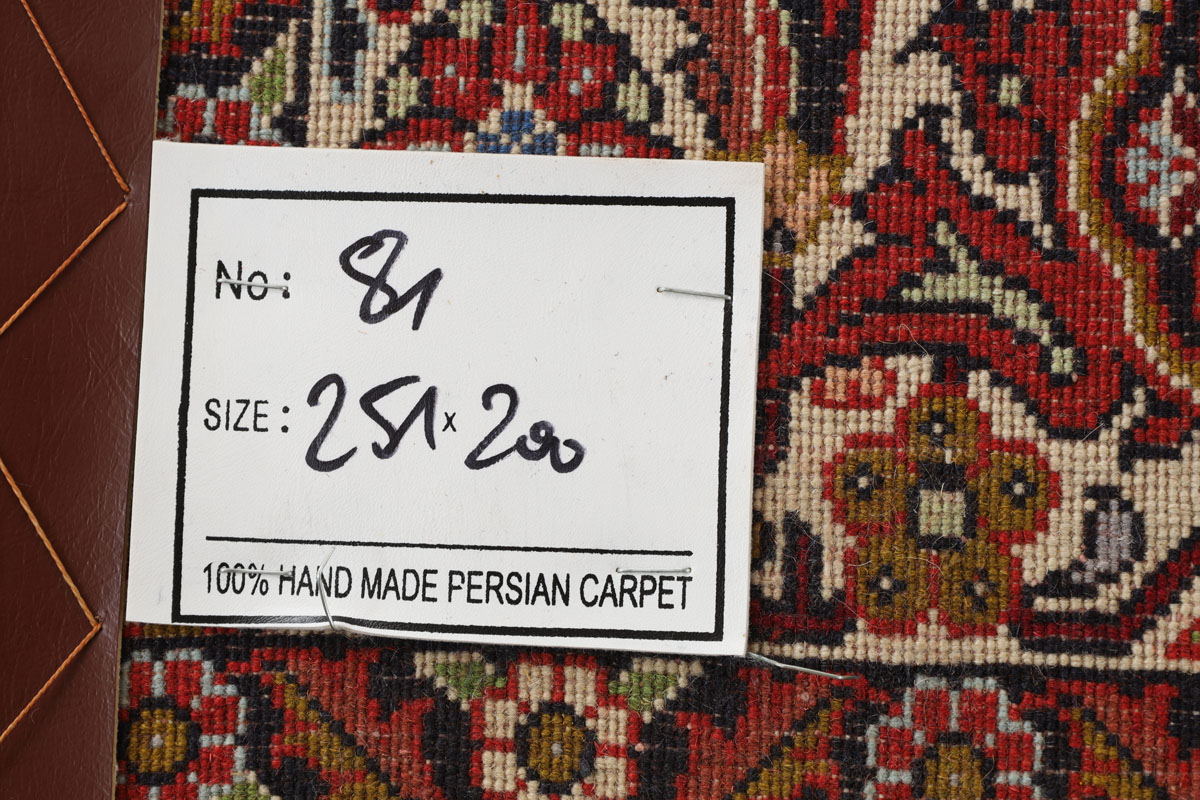 No: 81
SIZE: 251 x 200
100% HAND MADE PERSIAN CARPET